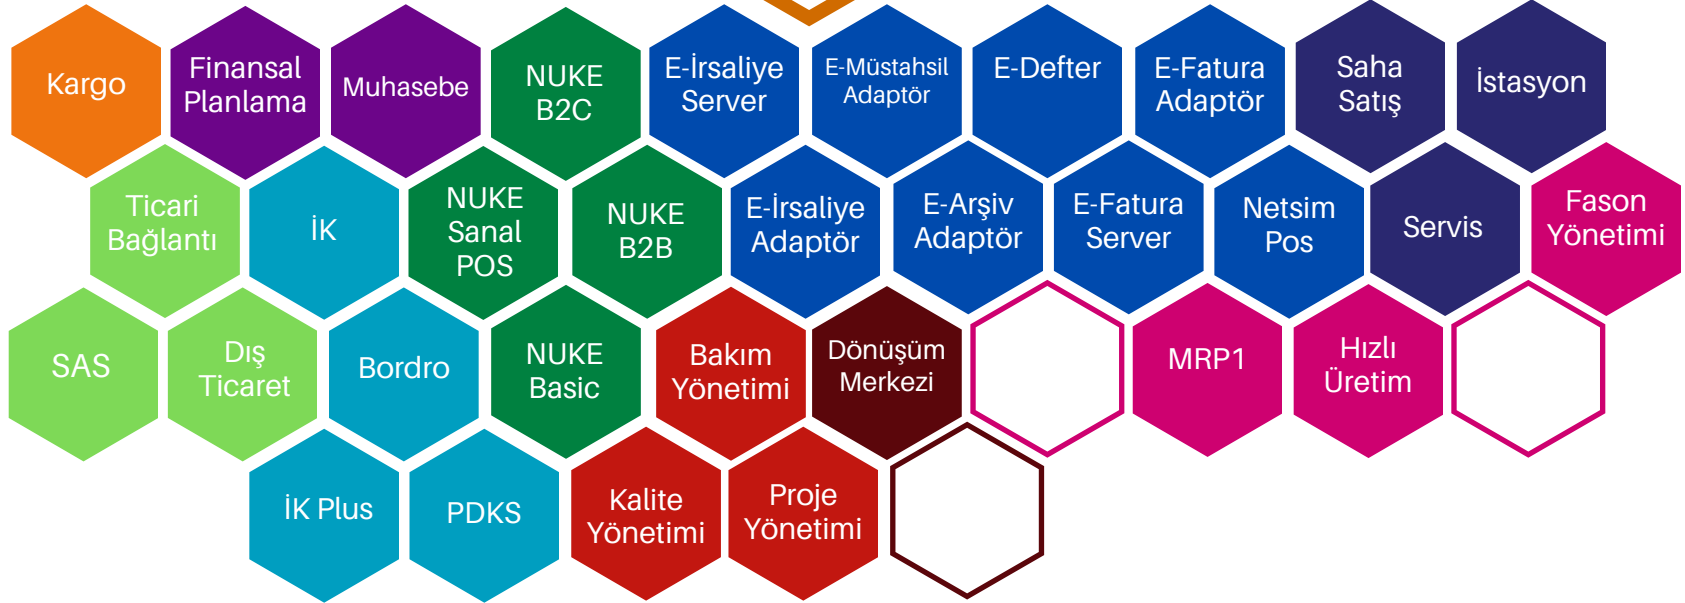 Kargo
Finansal
Planlama
Muhasebe
NUKE
B2C
E-İrsaliye
Server
E-Müstahsil
Adaptör
E-Defter
E-Fatura
Adaptör
Saha
Satış
İstasyon
Ticari
Bağlantı
İK
NUKE
Sanal
POS
NUKE
B2B
E-İrsaliye
Adaptör
E-Arşiv
Adaptör
E-Fatura
Server
Netsim
Pos
Servis
Fason
Yönetimi
SAS
Dış
Ticaret
Bordro
NUKE
Basic
Bakım
Yönetimi
Dönüşüm
Merkezi
MRP1
Hızlı
Üretim
İK Plus
PDKS
Kalite
Yönetimi
Proje
Yönetimi